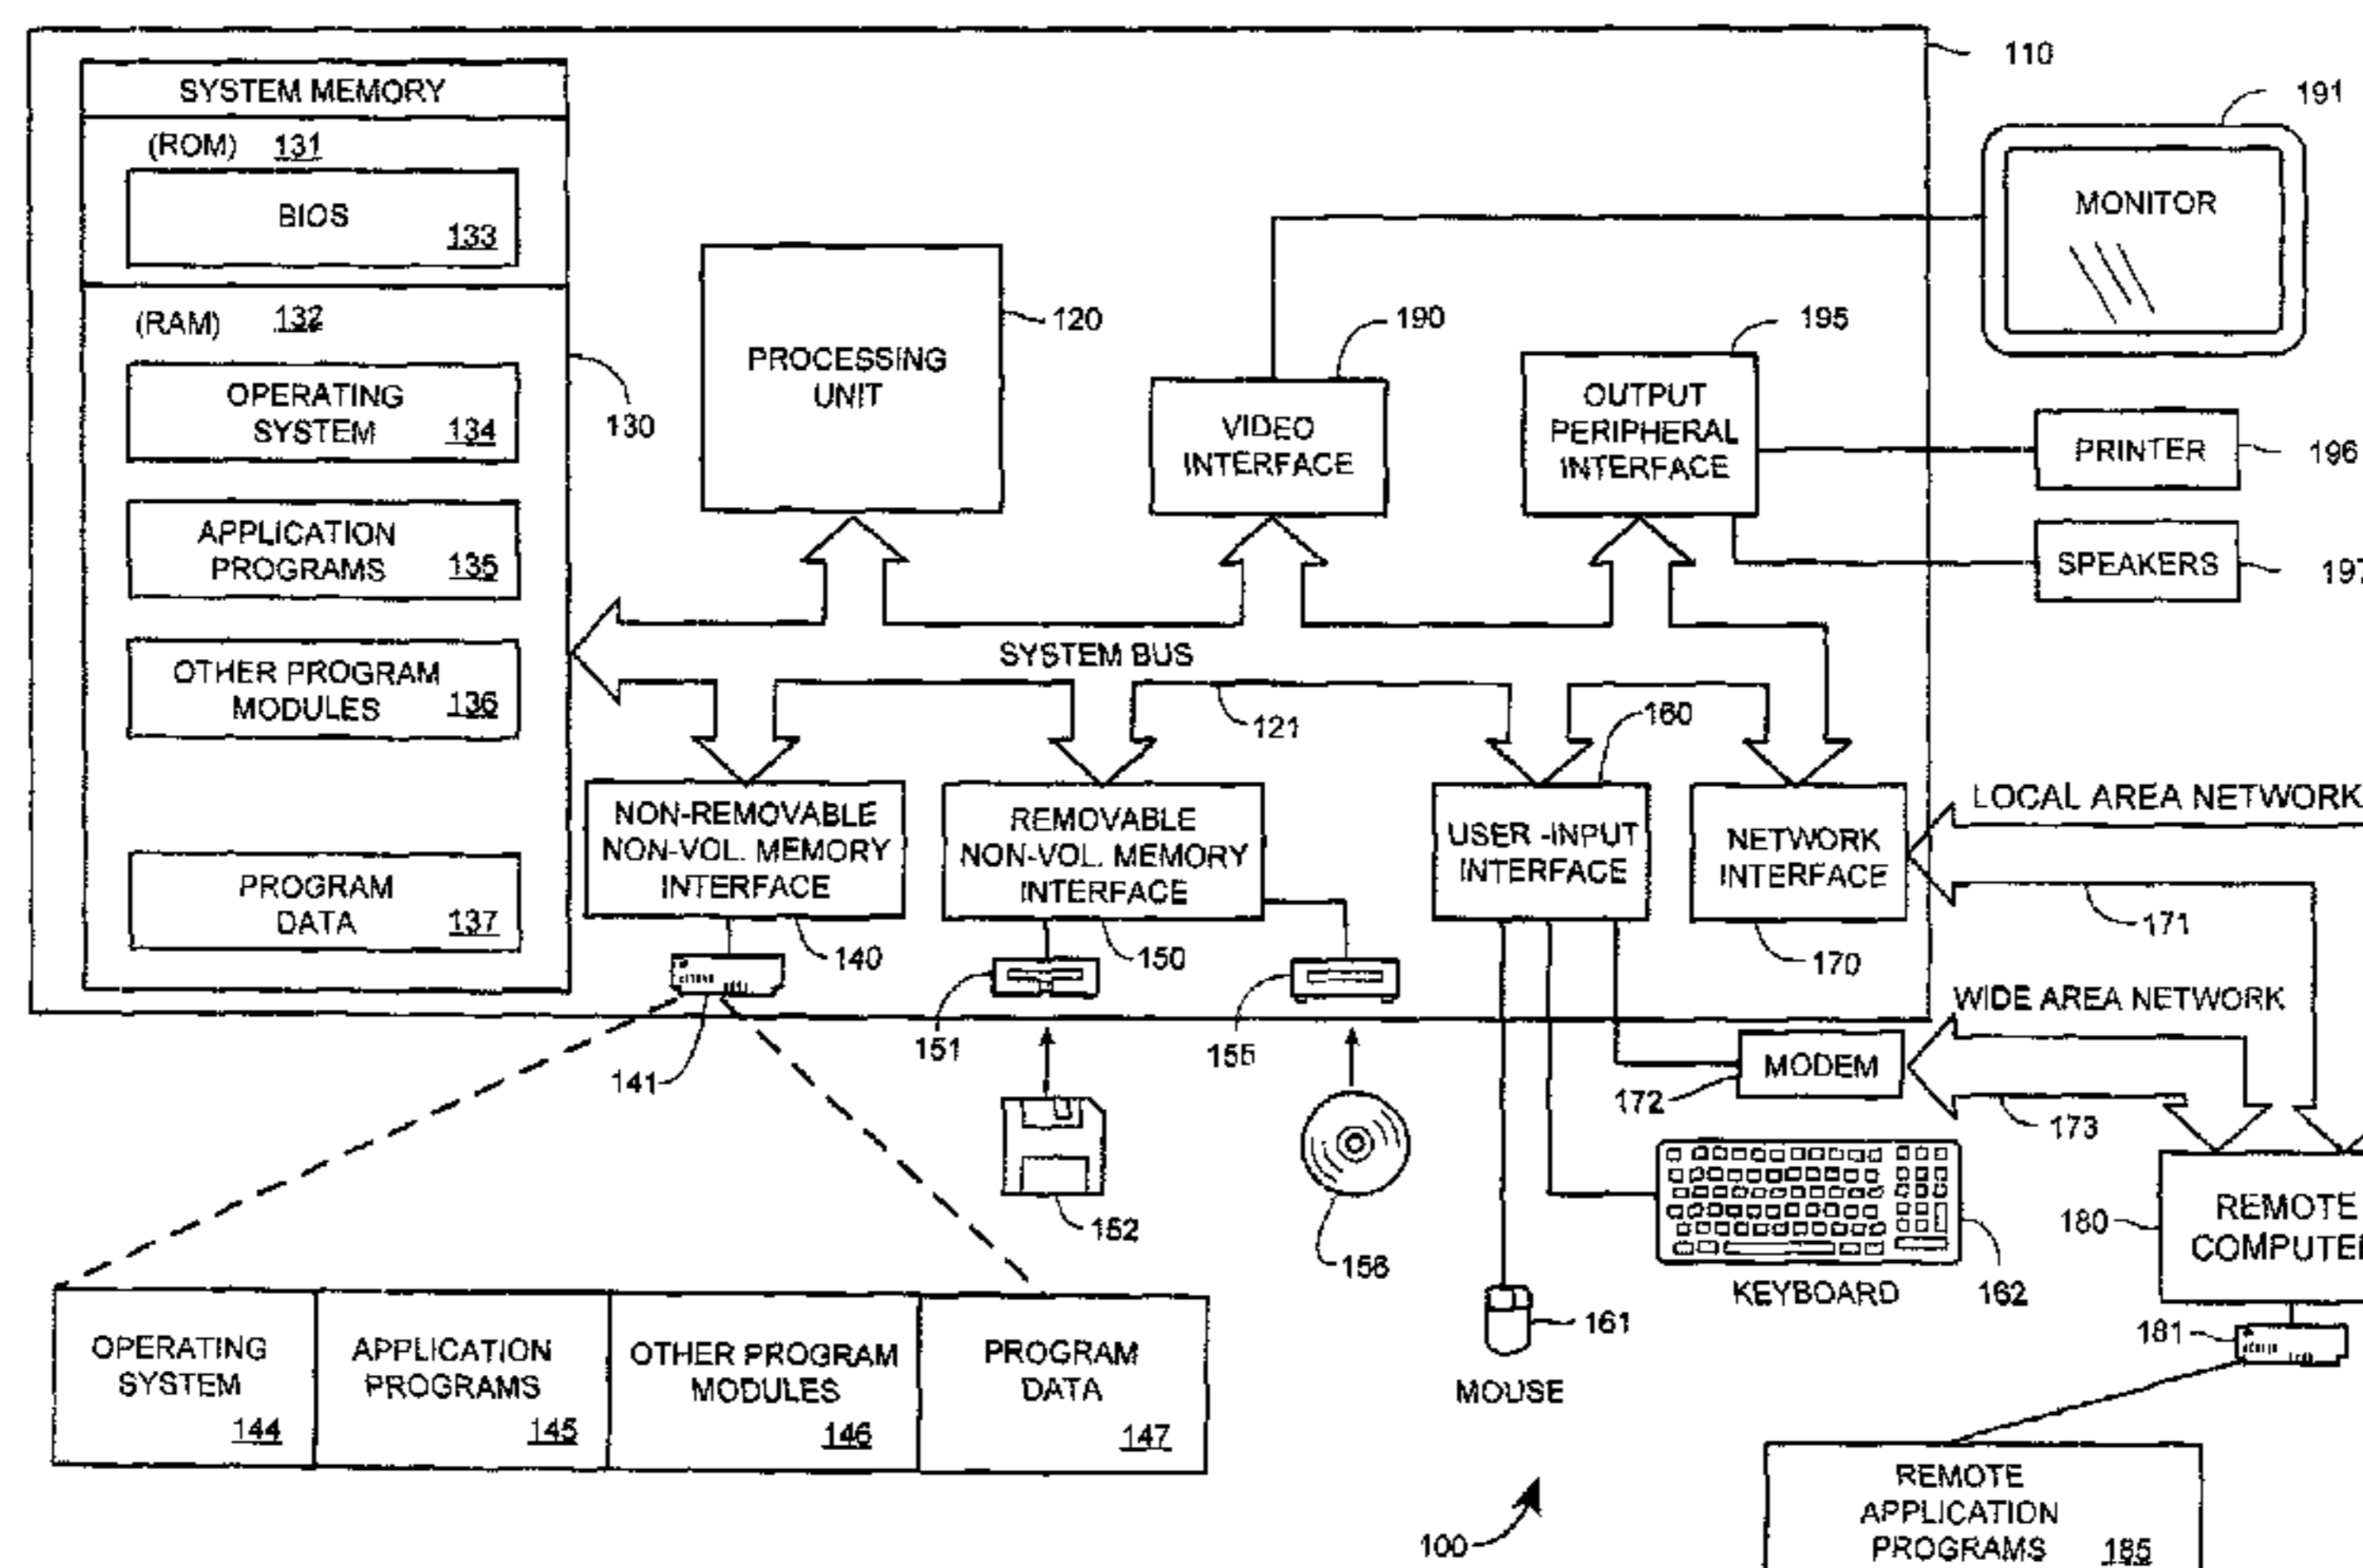 110
SYSTEM MEMORY
(ROM) 131
BIOS
133
(RAM) 132
OPERATING
SYSTEM 134
APPLICATION
PROGRAMS 135
OTHER PROGRAM
MODULES 136
PROGRAM
DATA 137
130
PROCESSING
UNIT
120
VIDEO
INTERFACE
190
OUTPUT
PERIPHERAL
INTERFACE
195
191
MONITOR
PRINTER
196
SPEAKERS
197
SYSTEM BUS
121
NON-REMOVABLE
NON-VOL. MEMORY
INTERFACE
140
REMOVABLE
NON-VOL. MEMORY
INTERFACE
150
USER -INPUT
INTERFACE
160
NETWORK
INTERFACE
170
LOCAL AREA NETWORK
171
WIDE AREA NETWORK
173
141
151
155
152
156
MODEM
172
KEYBOARD
162
161
MOUSE
180
REMOTE
COMPUTER
181
OPERATING
SYSTEM
144
APPLICATION
PROGRAMS
145
OTHER PROGRAM
MODULES
146
PROGRAM
DATA
147
100
REMOTE
APPLICATION
PROGRAMS 185